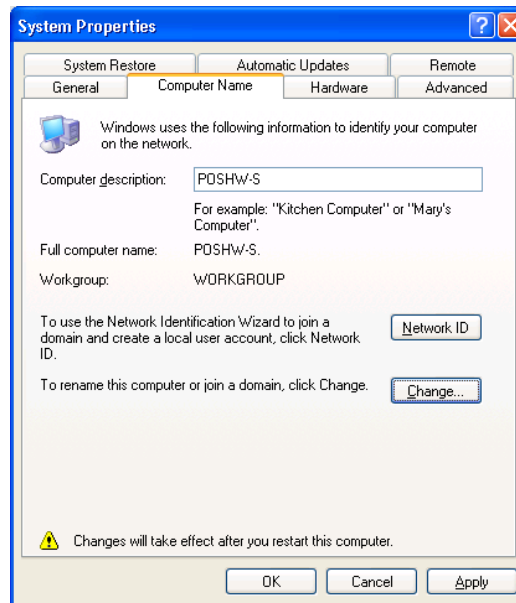 System Properties
System Restore
Automatic Updates
Remote
General
Computer Name
Hardware
Advanced
Windows uses the following information to identify your computer
on the network.
Computer description:
POSHW-S
For example: "Kitchen Computer" or "Mary's
Computer".
Full computer name:
POSHW-S.
Workgroup:
WORKGROUP
To use the Network Identification Wizard to join a
domain and create a local user account, click Network
ID.
Network ID
To rename this computer or join a domain, click Change.
Change...
Changes will take effect after you restart this computer.
OK
Cancel
Apply